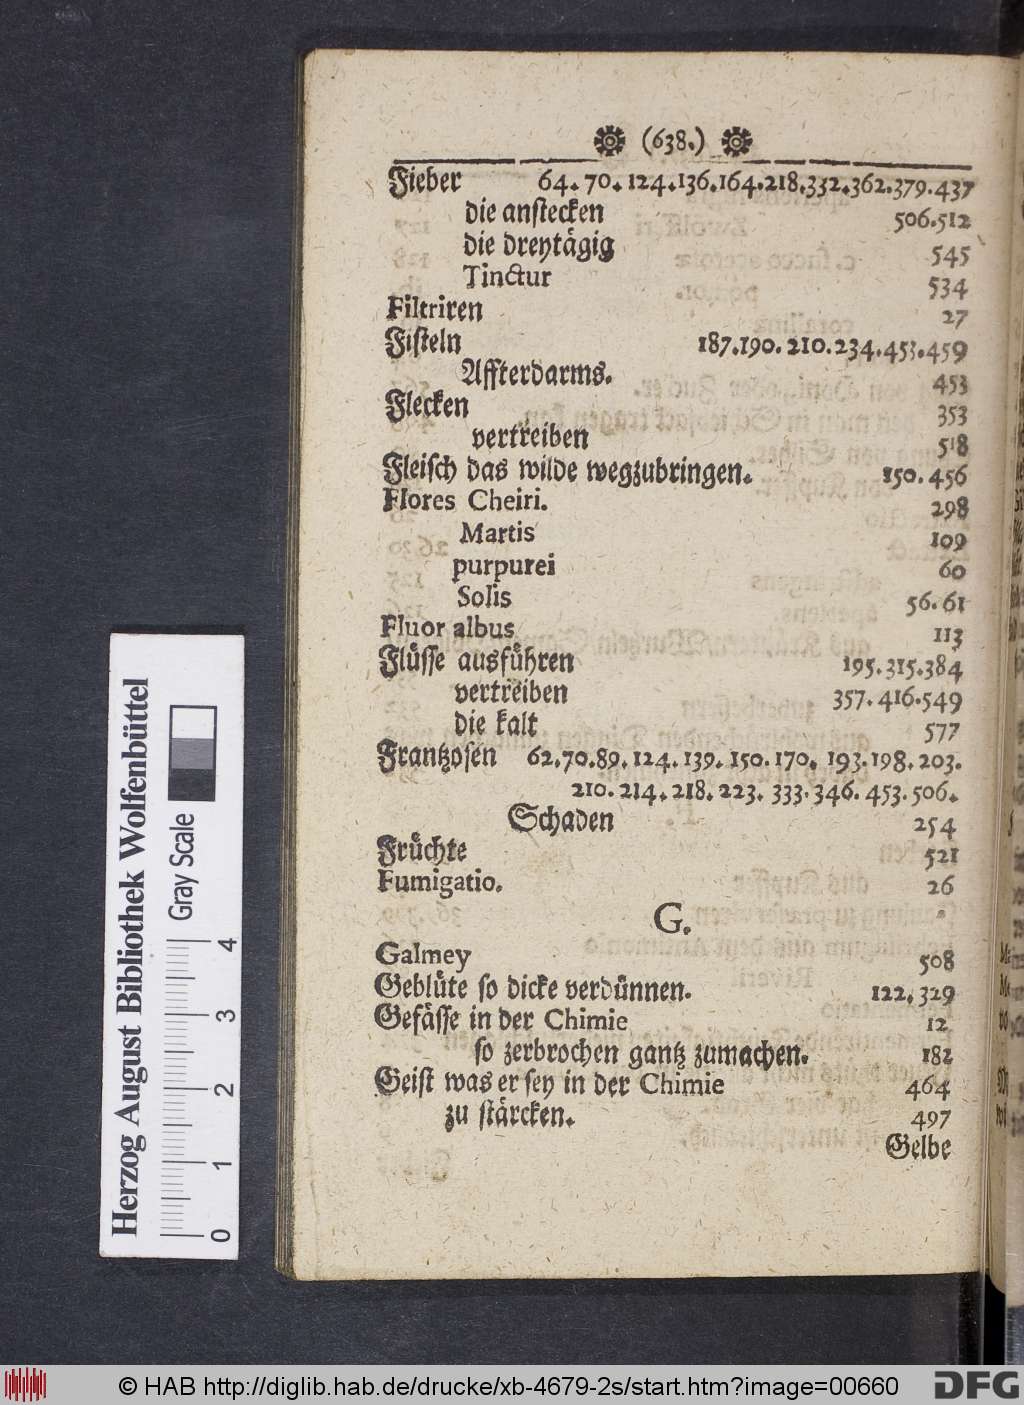 (638.)
Fieber 64. 70. 124. 136. 164. 218. 332. 362. 379. 437
die anstecken 506. 512
die dreytägig 545
Tinctur 534
Filtriren 27
Fisteln 187. 190. 210. 234. 453. 459
Affterdarms. 453
Flecken 353
vertreiben 518
Fleisch das wilde wegzubringen. 150. 456
Flores Cheiri. 298
Martis 109
purpurei 60
Solis 56. 61
Fluor albus 113
Flüsse ausführen 195. 315. 384
vertreiben 357. 416. 549
die kalt 577
Frantzosen 62. 70. 89. 124. 139. 150. 170. 193. 198. 203.
210. 214. 218. 223. 333. 346. 453. 506.
Schaden 254
Früchte 521
Fumigatio. 26
G.
Galmey 508
Geblüte so dicke verdünnen. 122. 329
Gefässe in der Chimie 12
so zerbrochen gantz zumachen. 182
Geist was er sey in der Chimie 464
zu stärcken. 497
Gelbe
Herzog August Bibliothek Wolfenbüttel
Gray Scale
0 1 2 3 4
© HAB http://diglib.hab.de/drucke/xb-4679-2s/start.htm?image=00660
DFG